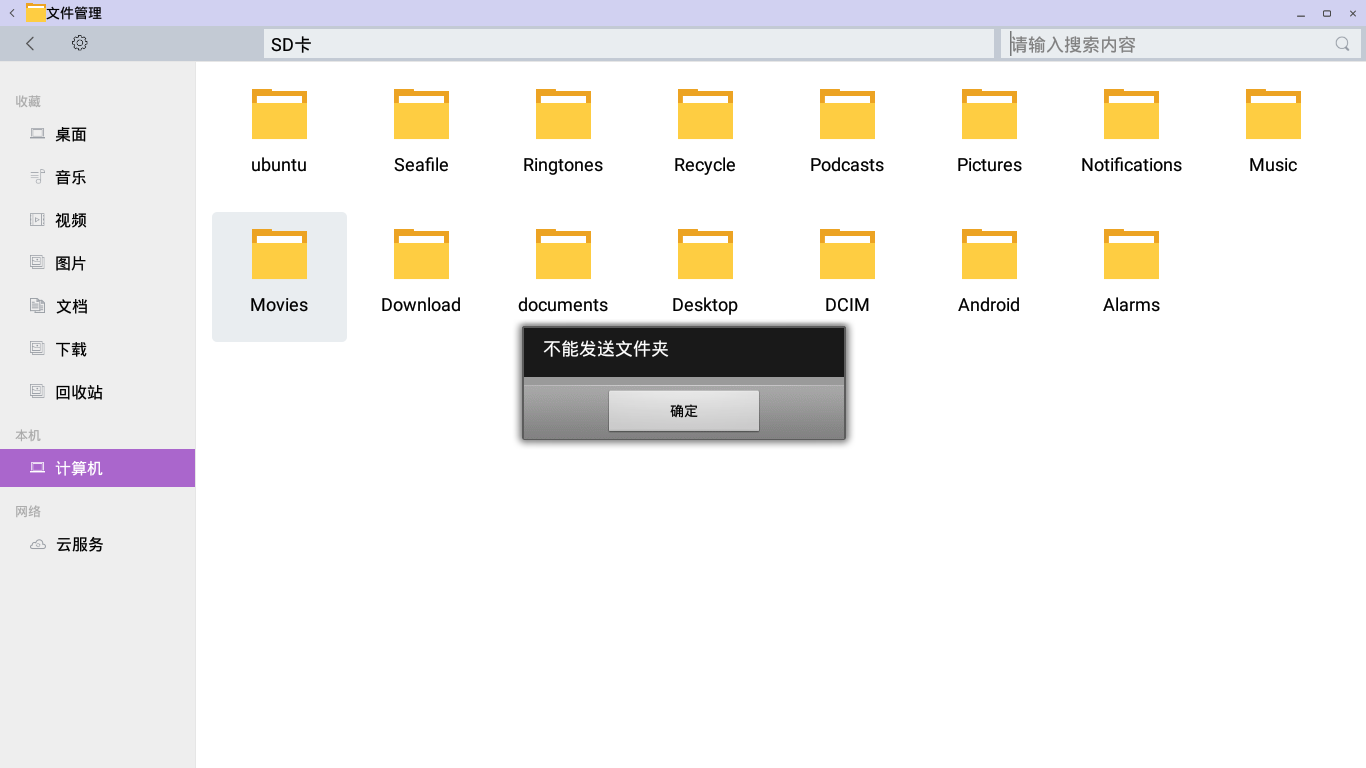 文件管理
SD卡
请输入搜索内容
收藏
桌面
音乐
视频
图片
文档
下载
回收站
本机
计算机
网络
云服务
ubuntu
Seafile
Ringtones
Recycle
Podcasts
Pictures
Notifications
Music
Movies
Download
documents
Desktop
DCIM
Android
Alarms
不能发送文件夹
确定